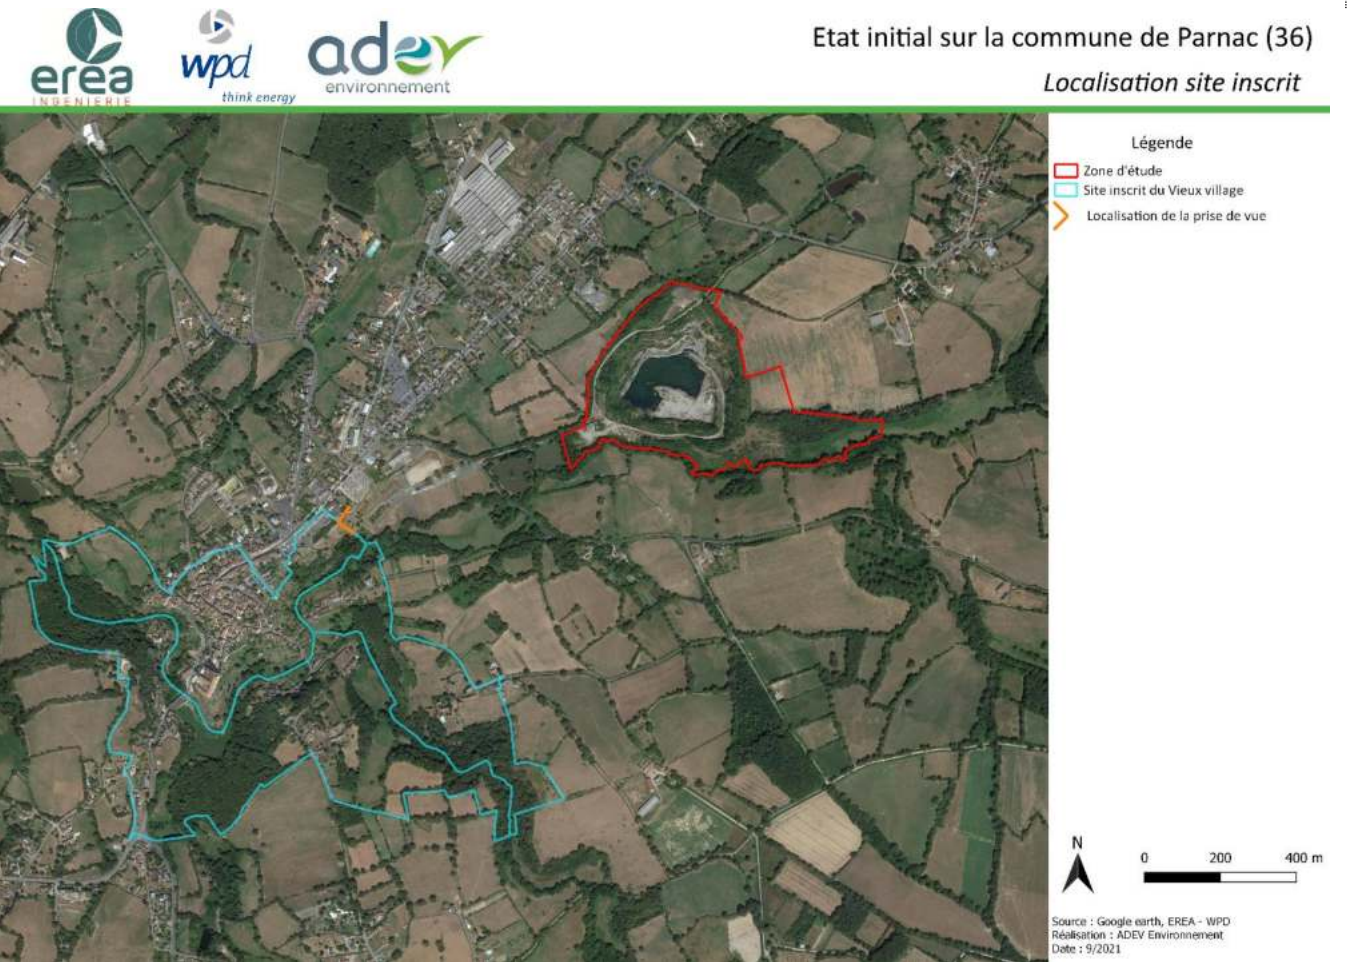 erea
INGENIERIE
wpd
think energy
adev
environnement
Etat initial sur la commune de Parnac (36)
Localisation site inscrit
Légende
Zone d'étude
Site inscrit du Vieux village
Localisation de la prise de vue
N
0 200 400 m
Source : Google earth, EREA - WPD
Réalisation : ADEV Environnement
Date : 9/2021